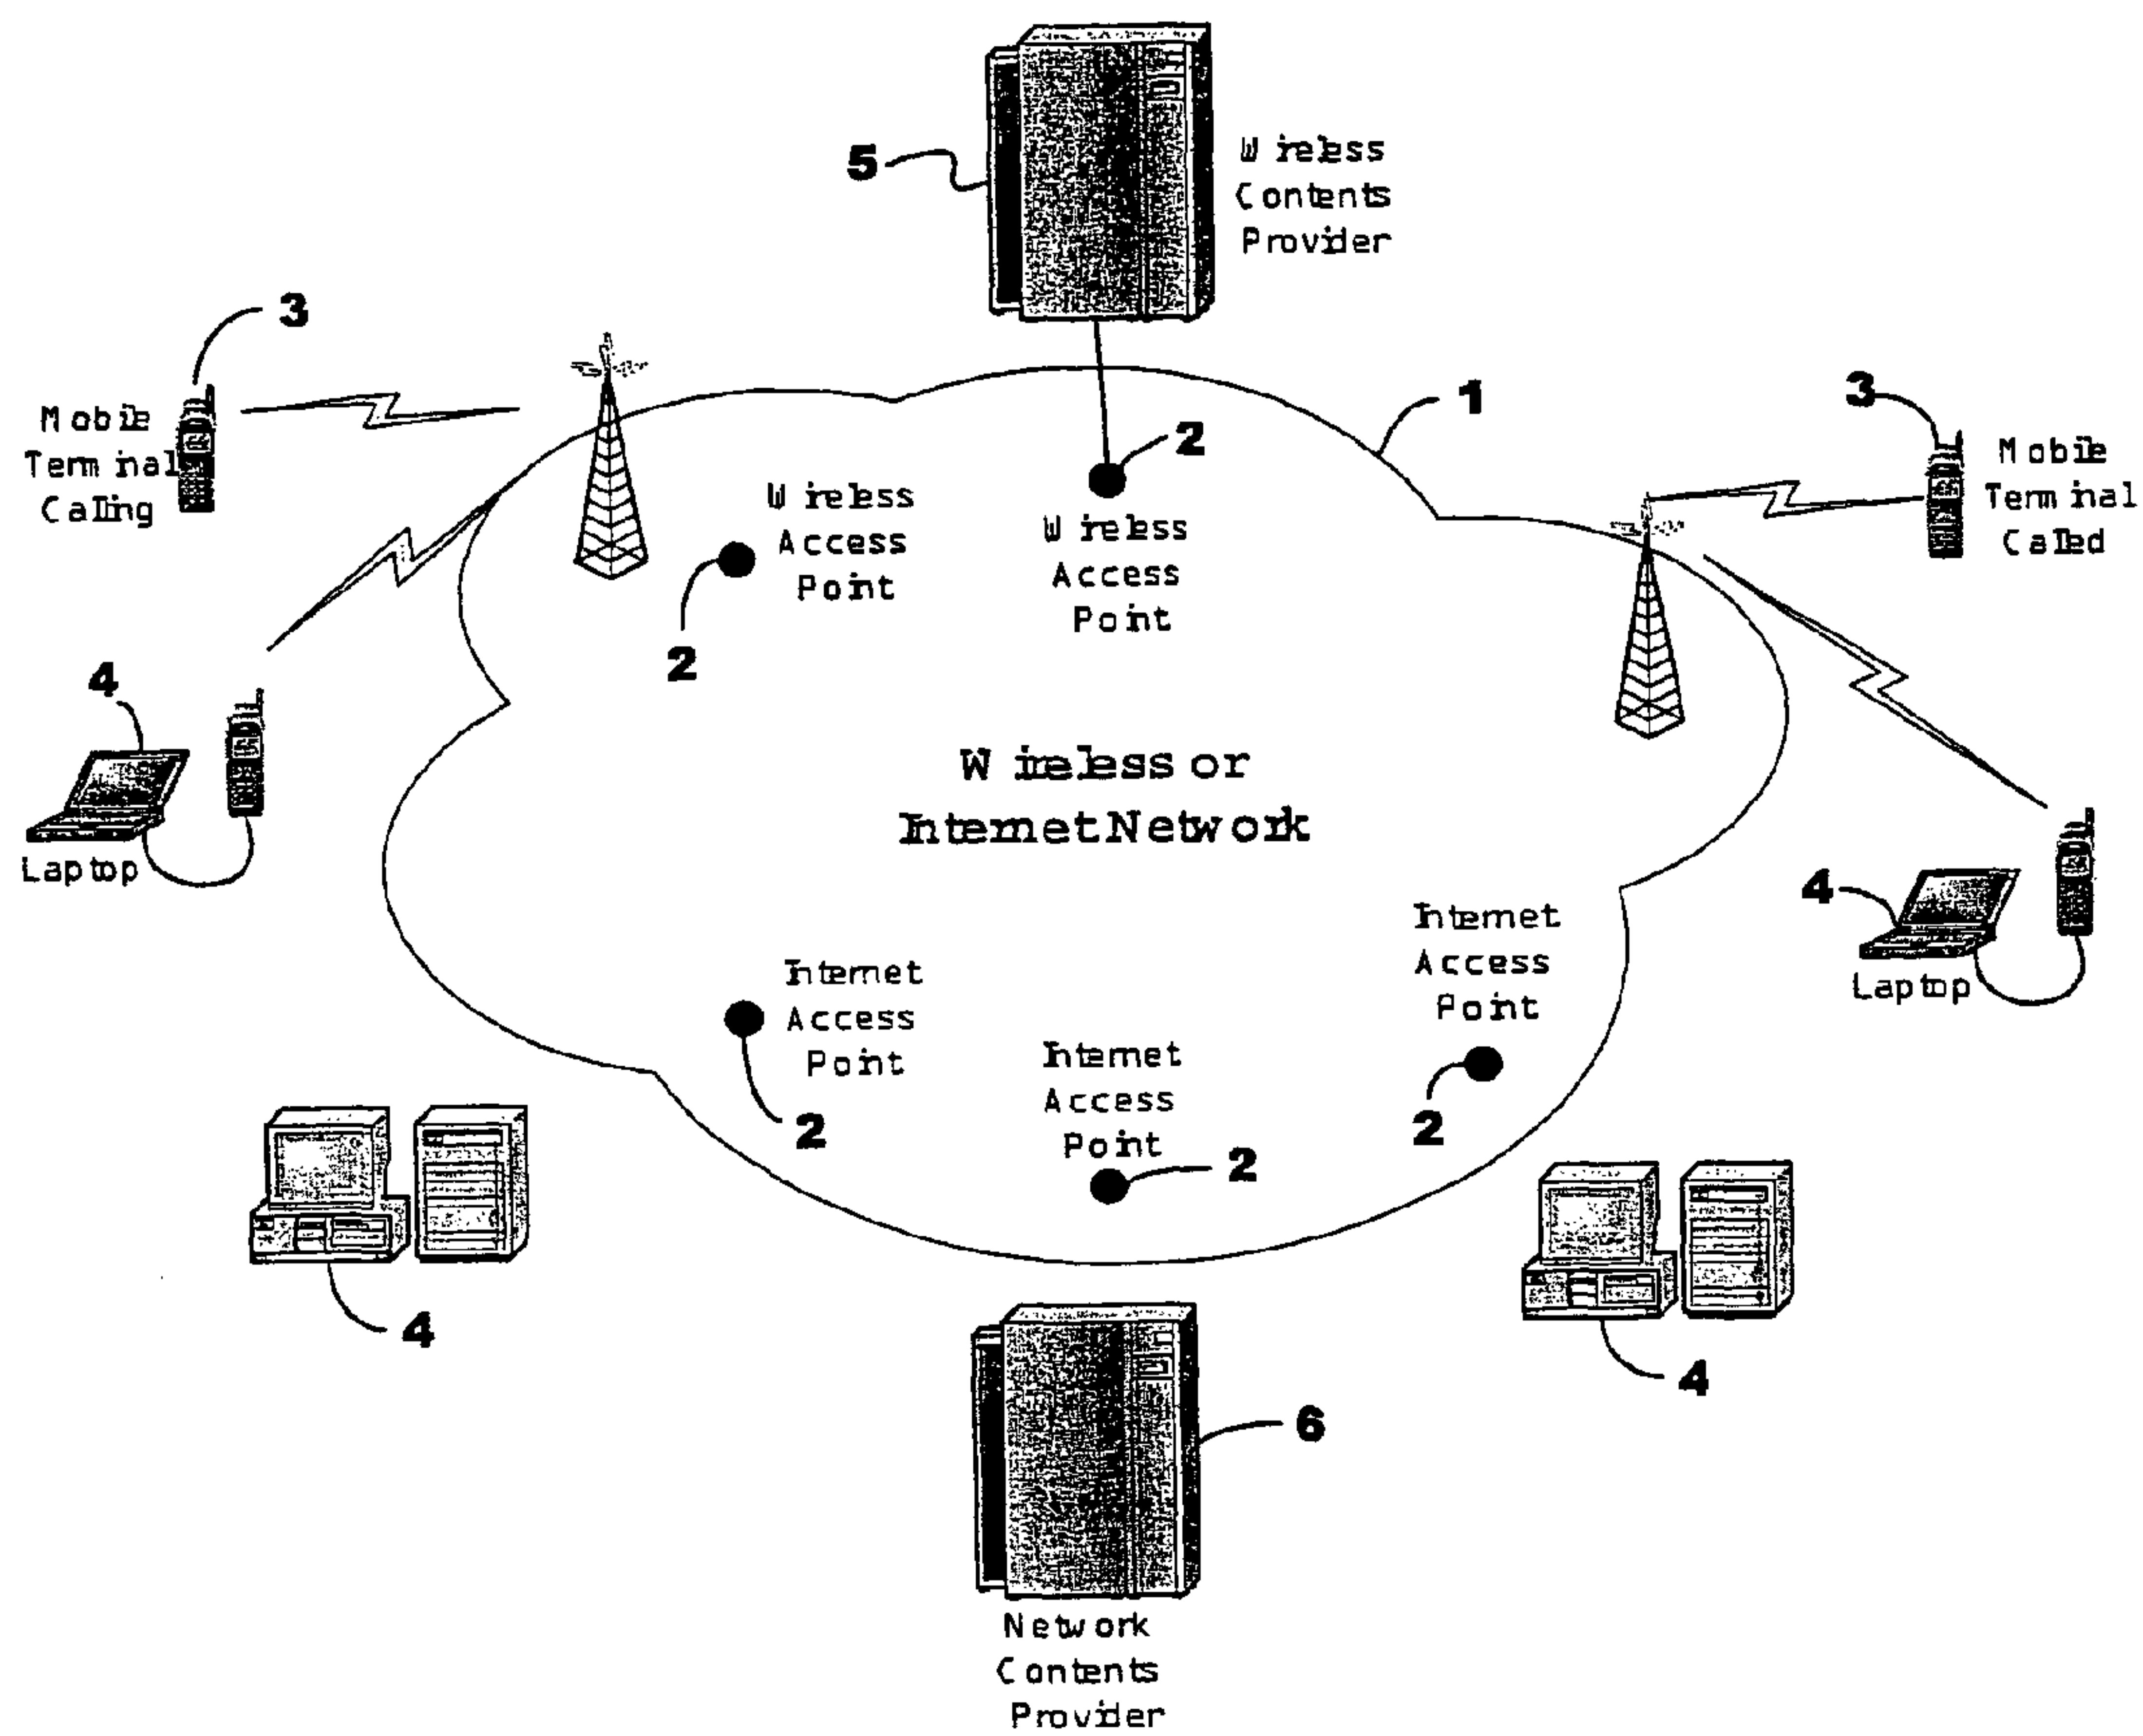 5
Wireless
Contents
Provider
3
Mobile
Terminal
Calling
1
3
Mobile
Terminal
Called
2
Wireless
Access
Point
2
Wireless
Access
Point
4
Laptop
Wireless or
Internet Network
4
Laptop
Internet
Access
Point
2
Internet
Access
Point
2
Internet
Access
Point
2
4
4
6
Network
Contents
Provider